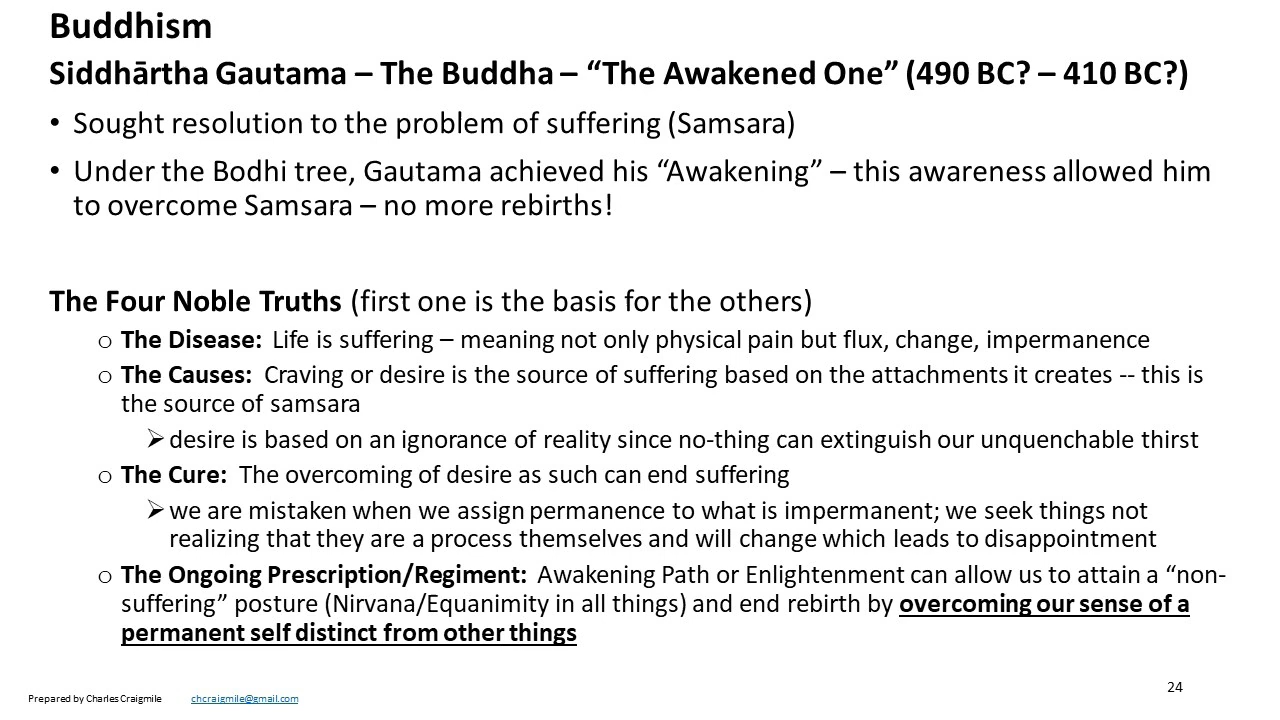 Buddhism
Siddhārtha Gautama – The Buddha – “The Awakened One” (490 BC? – 410 BC?)
• Sought resolution to the problem of suffering (Samsara)
• Under the Bodhi tree, Gautama achieved his “Awakening” – this awareness allowed him
to overcome Samsara – no more rebirths!
The Four Noble Truths (first one is the basis for the others)
o The Disease: Life is suffering – meaning not only physical pain but flux, change, impermanence
o The Causes: Craving or desire is the source of suffering based on the attachments it creates -- this is
the source of samsara
➢ desire is based on an ignorance of reality since no-thing can extinguish our unquenchable thirst
o The Cure: The overcoming of desire as such can end suffering
➢ we are mistaken when we assign permanence to what is impermanent; we seek things not
realizing that they are a process themselves and will change which leads to disappointment
o The Ongoing Prescription/Regiment: Awakening Path or Enlightenment can allow us to attain a “non-
suffering” posture (Nirvana/Equanimity in all things) and end rebirth by overcoming our sense of a
permanent self distinct from other things
Prepared by Charles Craigmile chcraigmile@gmail.com
24